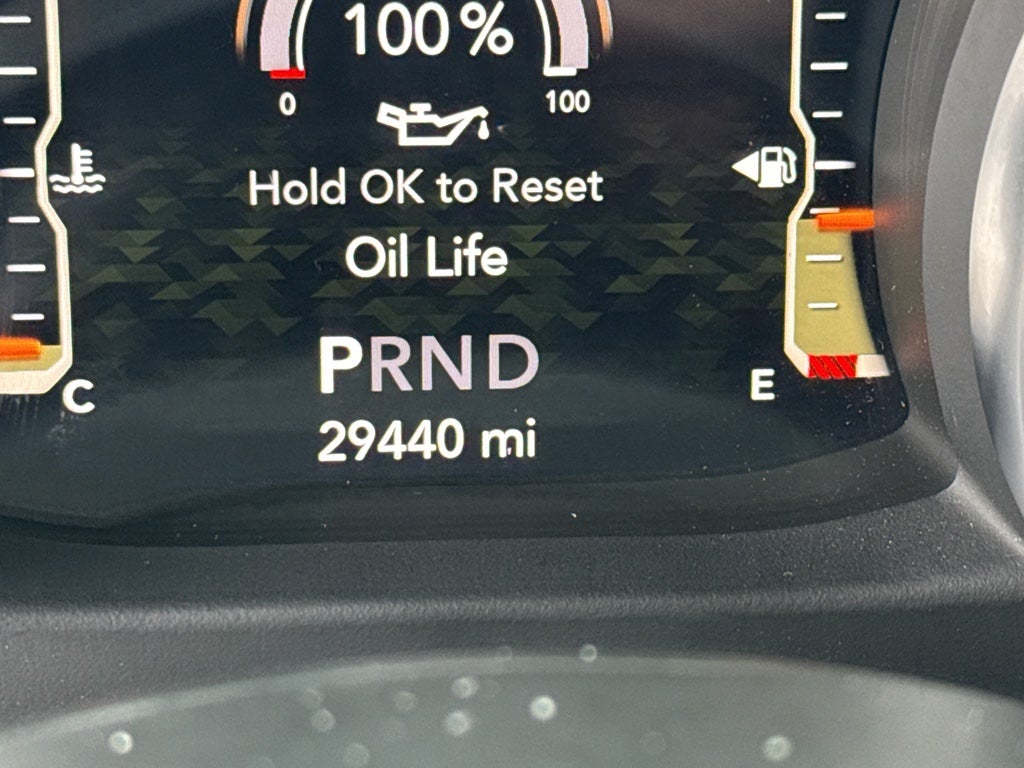 100%
0 100
Hold OK to Reset
Oil Life
PRND
C E
29440 mi